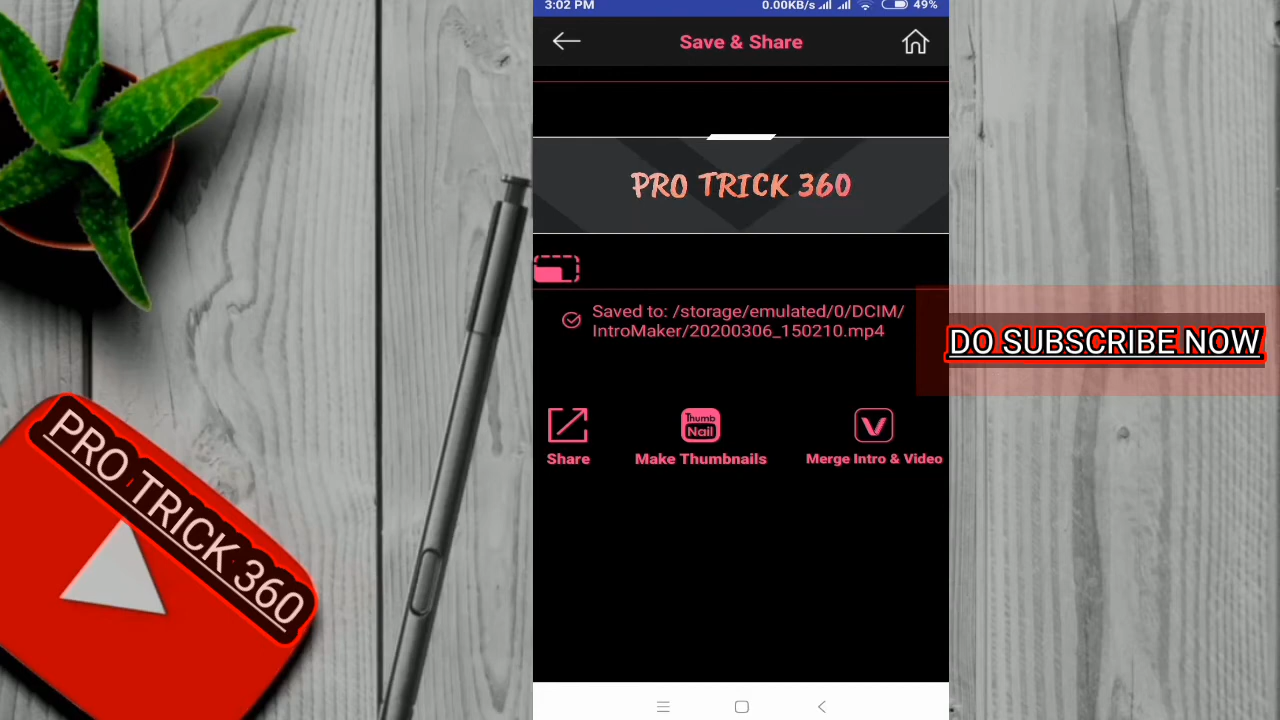 3:02 PM
0.00KB/s
49%
Save & Share
PRO TRICK 360
Saved to: /storage/emulated/0/DCIM/
IntroMaker/20200306_150210.mp4
Thumb
Nail
Share
Make Thumbnails
Merge Intro & Video
DO SUBSCRIBE NOW
PRO TRICK 360